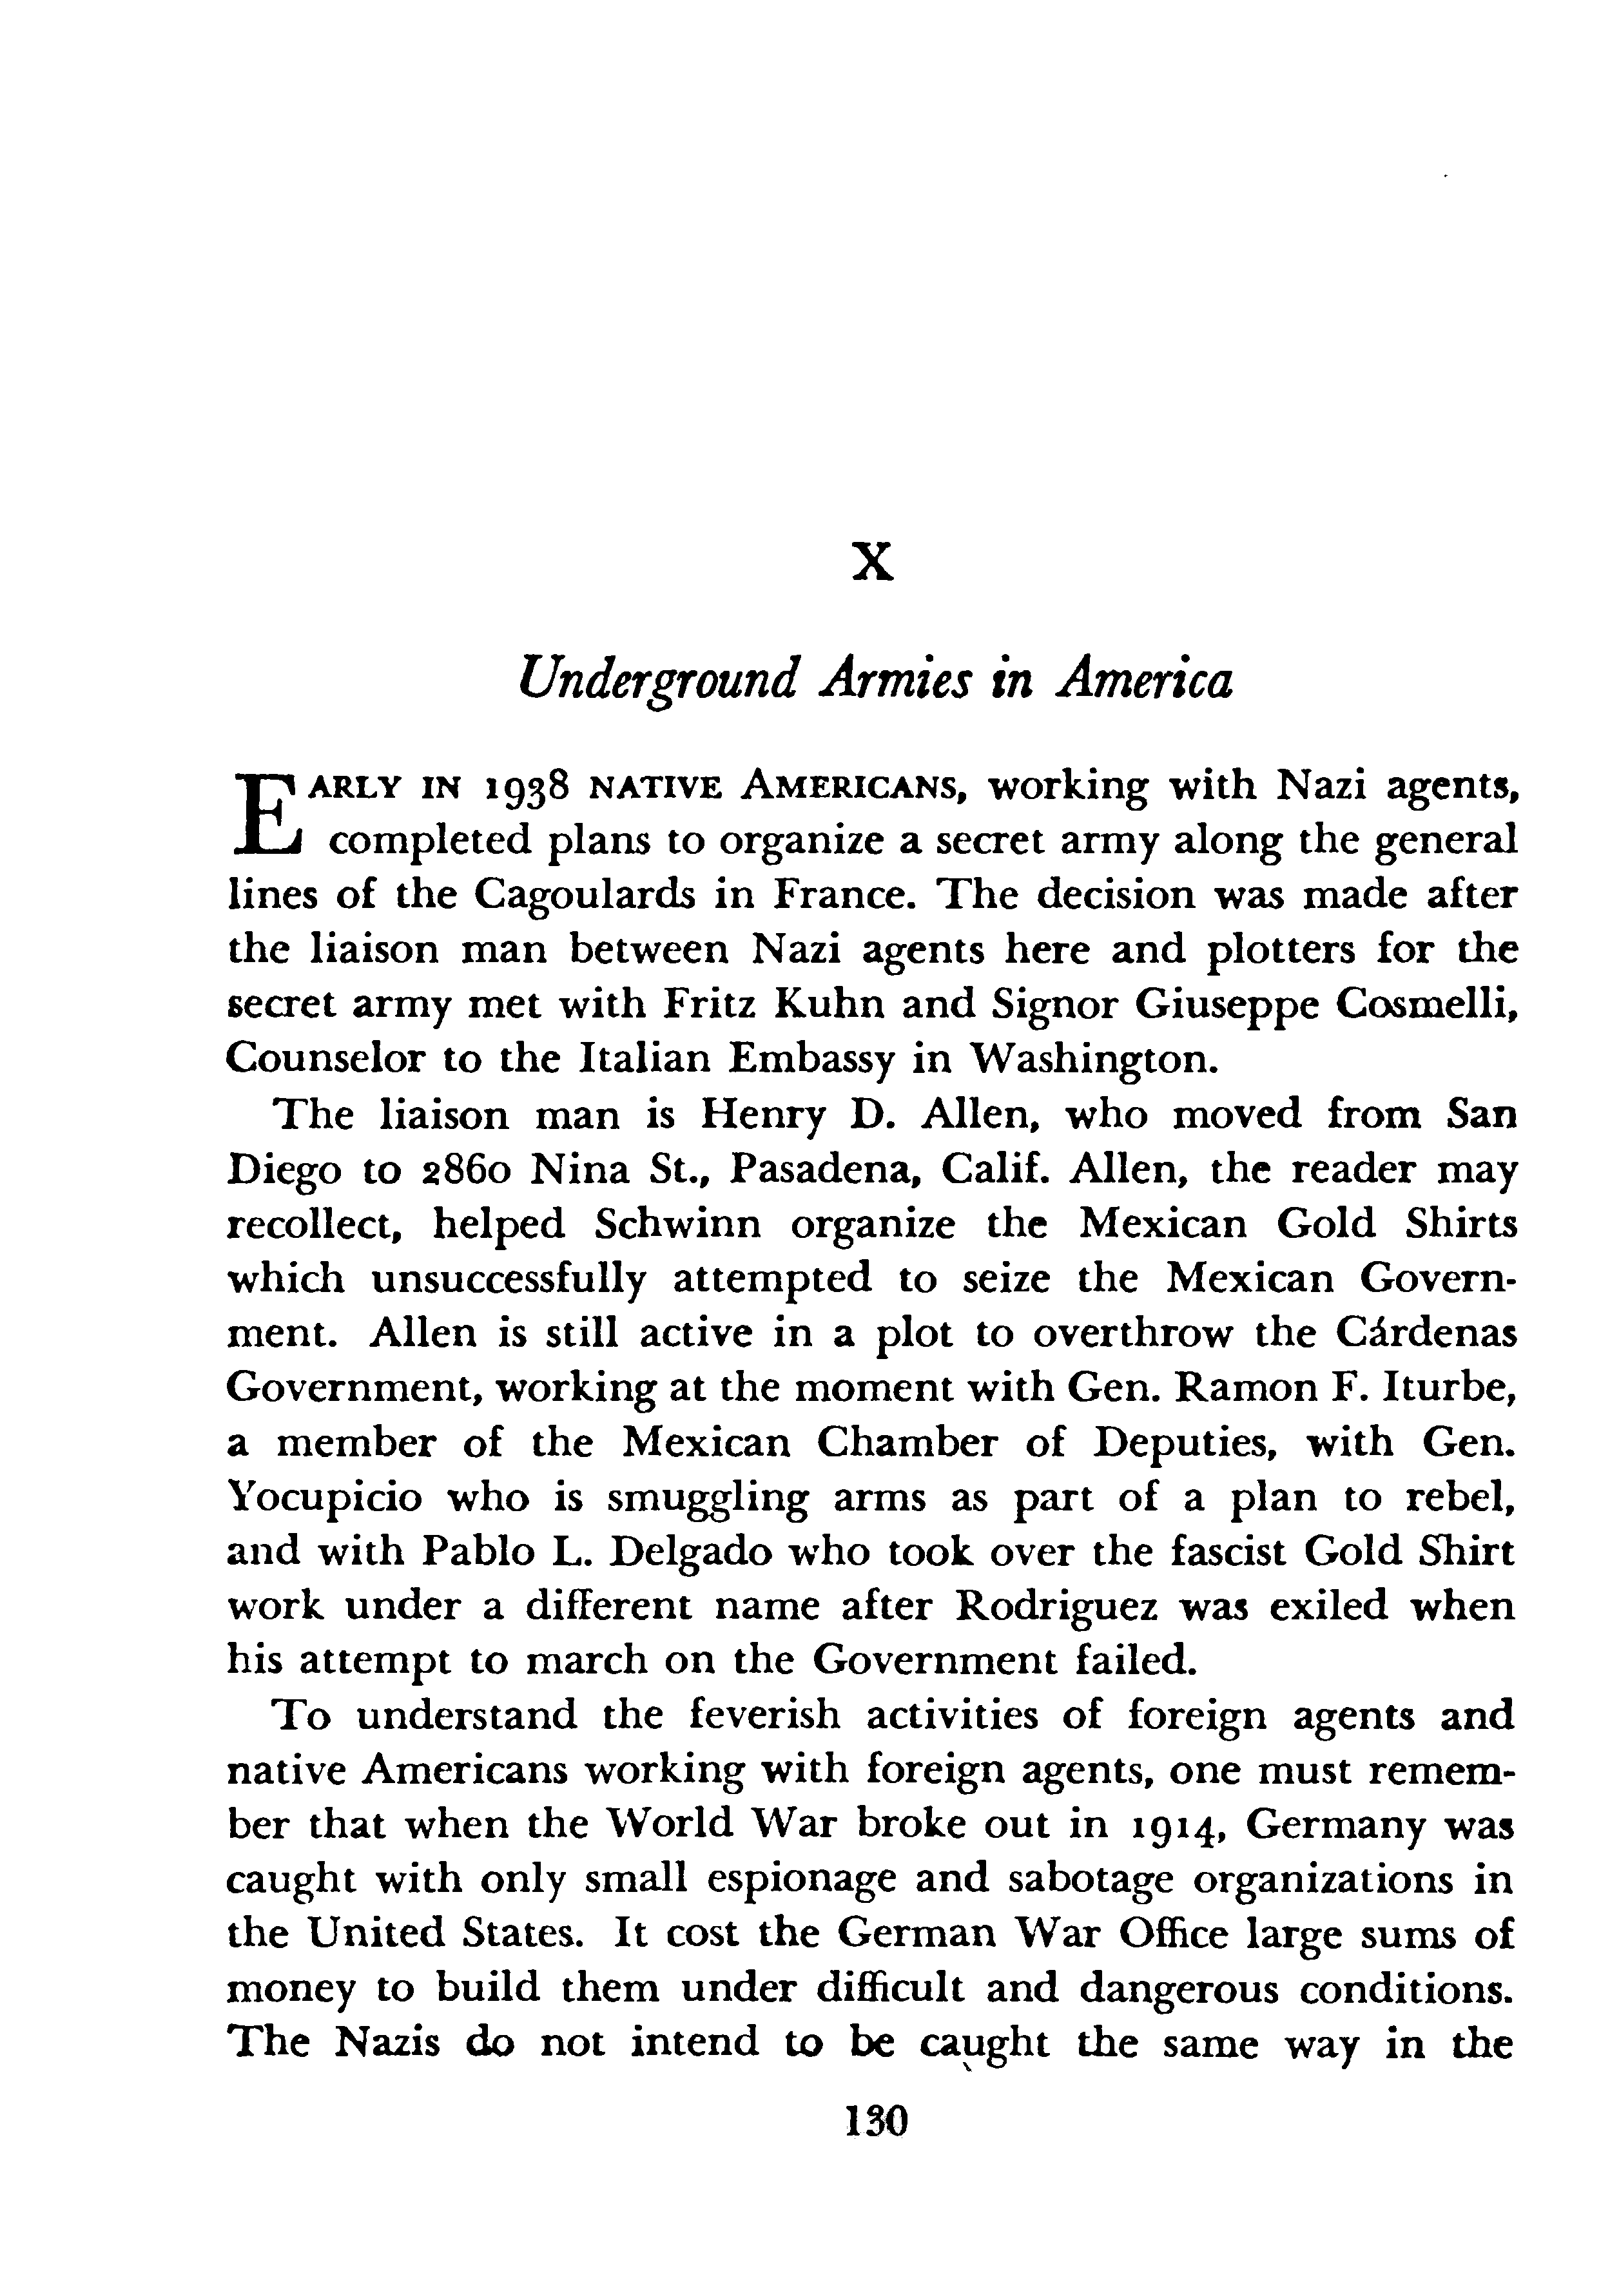 X
Underground Armies in America
EARLY IN 1938 NATIVE AMERICANS, working with Nazi agents,
completed plans to organize a secret army along the general
lines of the Cagoulards in France. The decision was made after
the liaison man between Nazi agents here and plotters for the
secret army met with Fritz Kuhn and Signor Giuseppe Cosmelli,
Counselor to the Italian Embassy in Washington.
The liaison man is Henry D. Allen, who moved from San
Diego to 2860 Nina St., Pasadena, Calif. Allen, the reader may
recollect, helped Schwinn organize the Mexican Gold Shirts
which unsuccessfully attempted to seize the Mexican Govern-
ment. Allen is still active in a plot to overthrow the Cárdenas
Government, working at the moment with Gen. Ramon F. Iturbe,
a member of the Mexican Chamber of Deputies, with Gen.
Yocupicio who is smuggling arms as part of a plan to rebel,
and with Pablo L. Delgado who took over the fascist Gold Shirt
work under a different name after Rodriguez was exiled when
his attempt to march on the Government failed.
To understand the feverish activities of foreign agents and
native Americans working with foreign agents, one must remem-
ber that when the World War broke out in 1914, Germany was
caught with only small espionage and sabotage organizations in
the United States. It cost the German War Office large sums of
money to build them under difficult and dangerous conditions.
The Nazis do not intend to be caught the same way in the
130